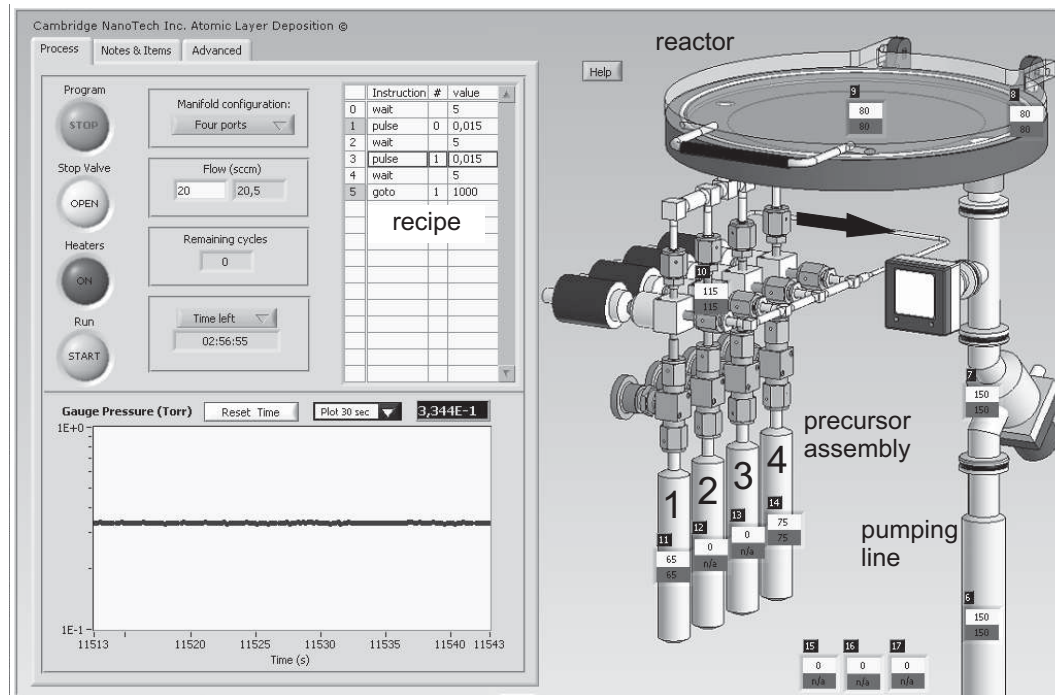 Cambridge NanoTech Inc. Atomic Layer Deposition ©
Process Notes & Items Advanced
Program
STOP
Stop Valve
OPEN
Heaters
ON
Run
START
Manifold configuration:
Four ports
Flow (sccm)
20 20,5
Remaining cycles
0
Time left
02:56:55
Instruction # value
0 wait 5
1 pulse 0 0,015
2 wait 5
3 pulse 1 0,015
4 wait 5
5 goto 1 1000
recipe
Gauge Pressure (Torr) Reset Time Plot 30 sec 3,344E-1
1E+0
1E-1
11513 11520 11525 11530 11535 11540 11543
Time (s)
reactor
Help
9
80
80
8
80
80
10
115
115
7
150
150
precursor
assembly
1 2 3 4
11
65
65
12
0
n/a
13
0
n/a
14
75
75
pumping
line
6
150
150
15 16 17
0 0 0
n/a n/a n/a